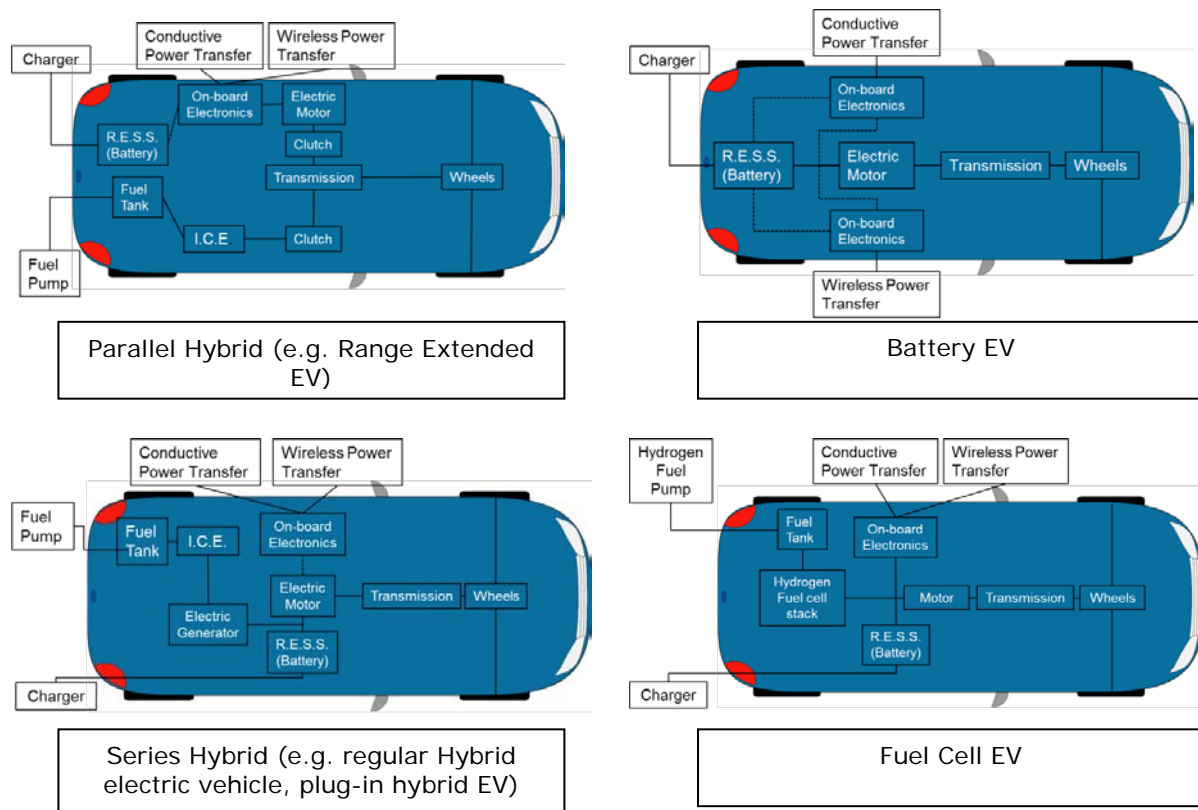 Conductive
Power Transfer
Wireless Power
Transfer
Charger
On-board
Electronics
Electric
Motor
R.E.S.S.
(Battery)
Clutch
Fuel
Tank
Transmission
Wheels
I.C.E.
Clutch
Fuel
Pump
Parallel Hybrid (e.g. Range Extended
EV)
Conductive
Power Transfer
Charger
On-board
Electronics
R.E.S.S.
(Battery)
Electric
Motor
Transmission
Wheels
On-board
Electronics
Wireless Power
Transfer
Battery EV
Conductive
Power Transfer
Wireless Power
Transfer
Fuel
Pump
Fuel
Tank
I.C.E.
On-board
Electronics
Electric
Motor
Transmission
Wheels
Electric
Generator
R.E.S.S.
(Battery)
Charger
Series Hybrid (e.g. regular Hybrid
electric vehicle, plug-in hybrid EV)
Hydrogen
Fuel
Pump
Conductive
Power Transfer
Wireless Power
Transfer
Fuel
Tank
On-board
Electronics
Hydrogen
Fuel cell
stack
Motor
Transmission
Wheels
R.E.S.S.
(Battery)
Charger
Fuel Cell EV